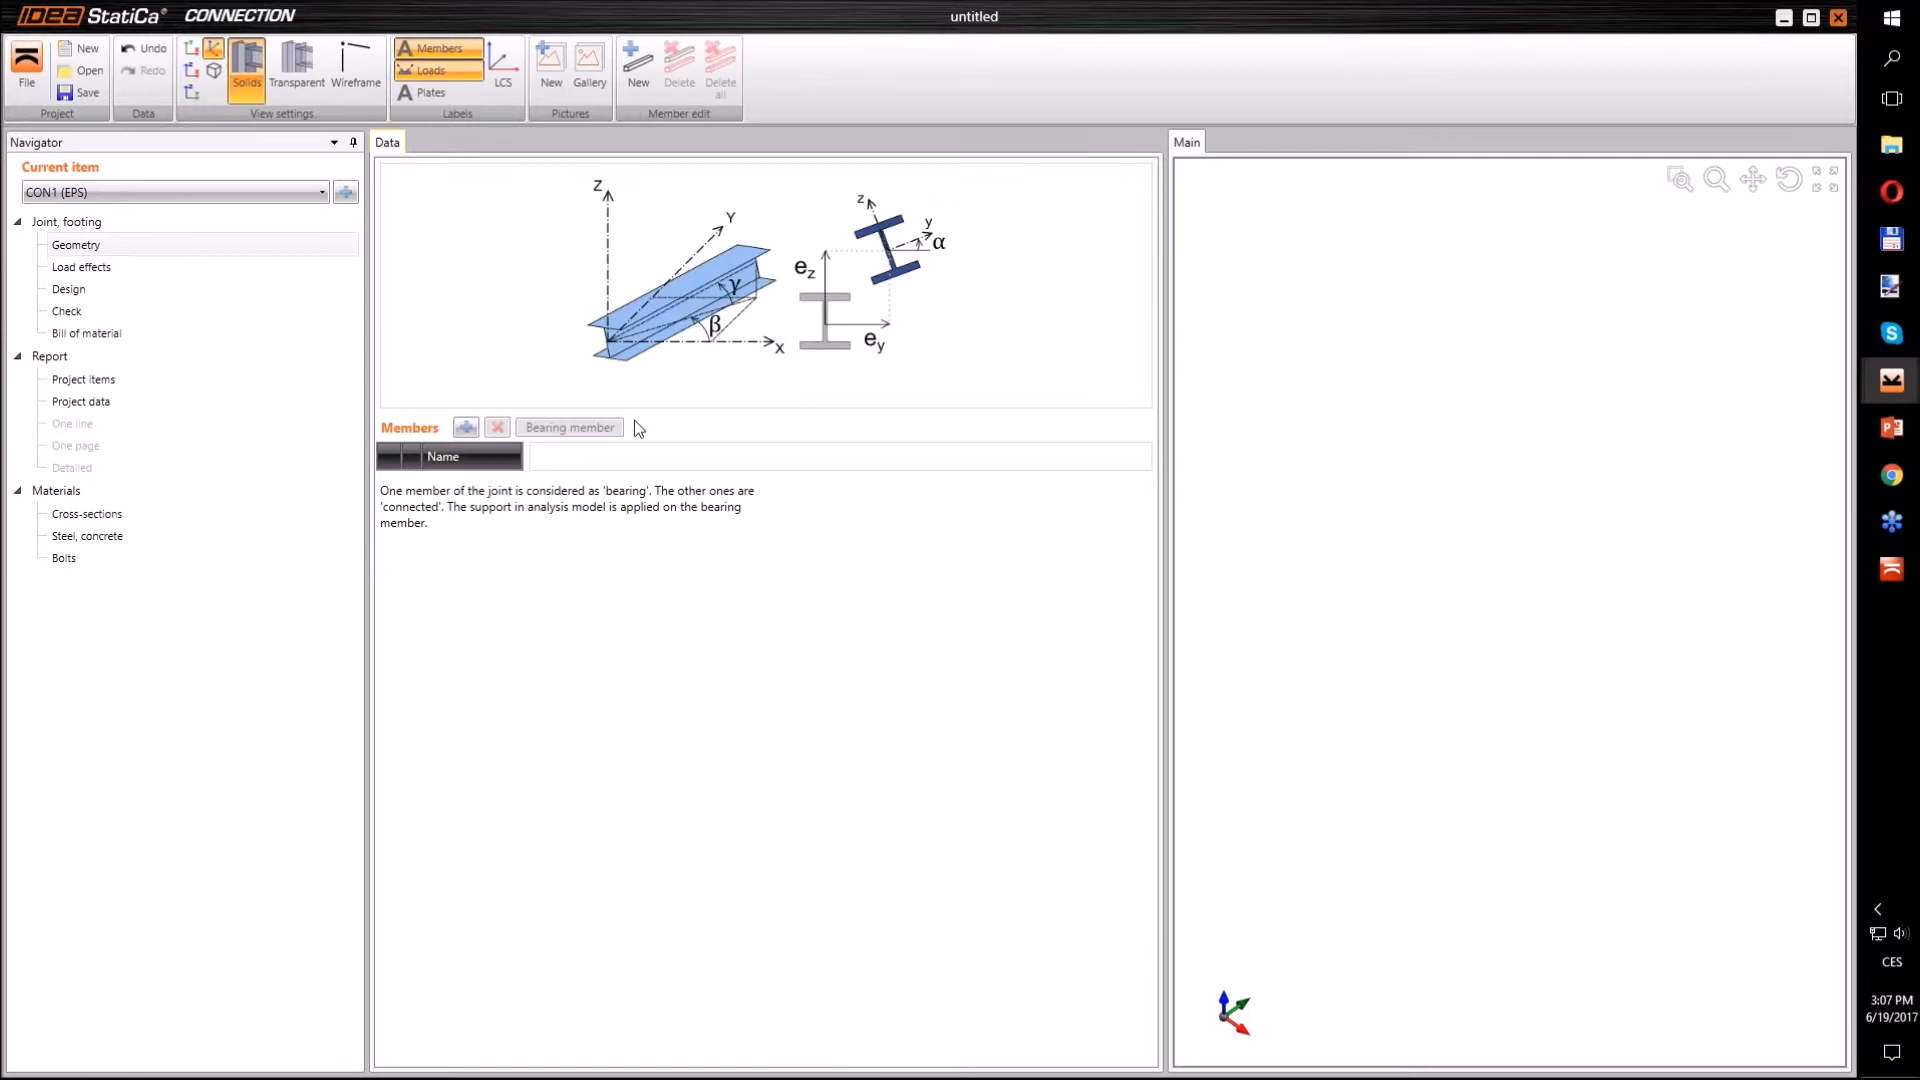 IDEA StatiCa® CONNECTION
untitled
File
New
Open
Save
Project
Undo
Redo
Data
Solids
Transparent
Wireframe
View settings
Members
Loads
Plates
LCS
Labels
New
Gallery
Pictures
New
Delete
Delete all
Member edit
Navigator
Current item
CON1 (EPS)
Joint, footing
Geometry
Load effects
Design
Check
Bill of material
Report
Project items
Project data
One line
One page
Detailed
Materials
Cross-sections
Steel, concrete
Bolts
Data
Z
Y
X
γ
β
z
y
α
ez
ey
Members
Bearing member
Name
One member of the joint is considered as 'bearing'. The other ones are
'connected'. The support in analysis model is applied on the bearing
member.
Main
CES
3:07 PM
6/19/2017